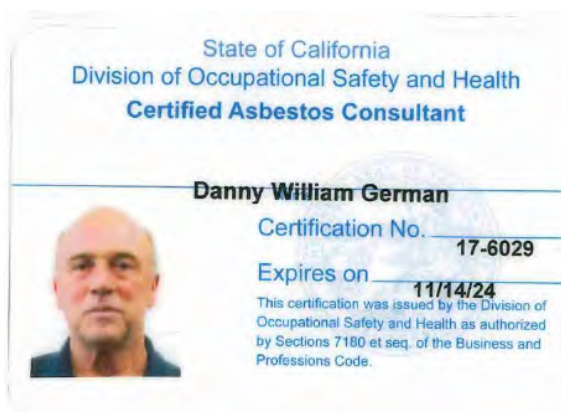 State of California
Division of Occupational Safety and Health
Certified Asbestos Consultant
Danny William German
Certification No.
17-6029
Expires on
11/14/24
This certification was issued by the Division of
Occupational Safety and Health as authorized
by Sections 7180 et seq. of the Business and
Professions Code.